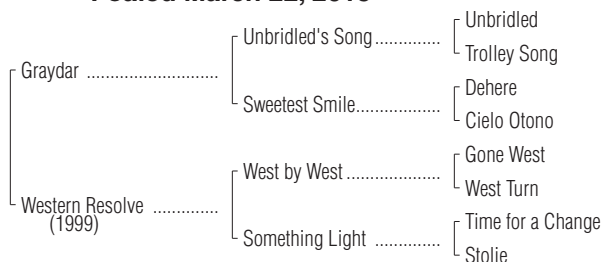 Foaled March 22,
Unbridled
Unbridled's Song..............
Trolley Song
Graydar ............................
Dehere
Sweetest Smile..................
Cielo Otono
Gone West
West by West ....................
West Turn
Western Resolve ..............
(1999)
Time for a Change
Something Light ...............
Stolie